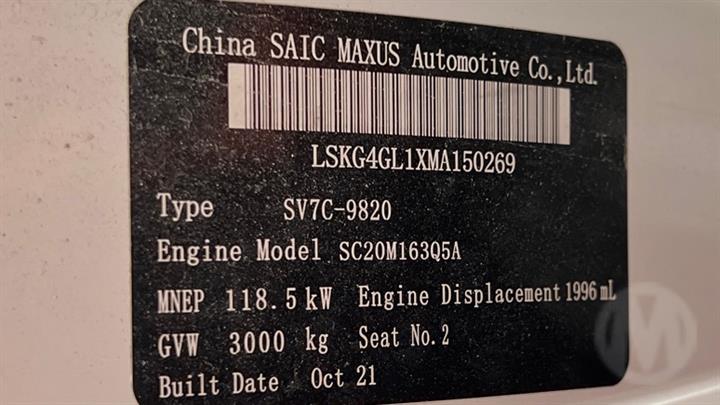 China SAIC MAXUS Automotive Co.,Ltd.
LSKG4GL1XMA150269
Type SV7C-9820
Engine Model SC20M163Q5A
MNEP 118.5 kW Engine Displacement 1996 mL
GVW 3000 kg Seat No. 2
Built Date Oct 21
M